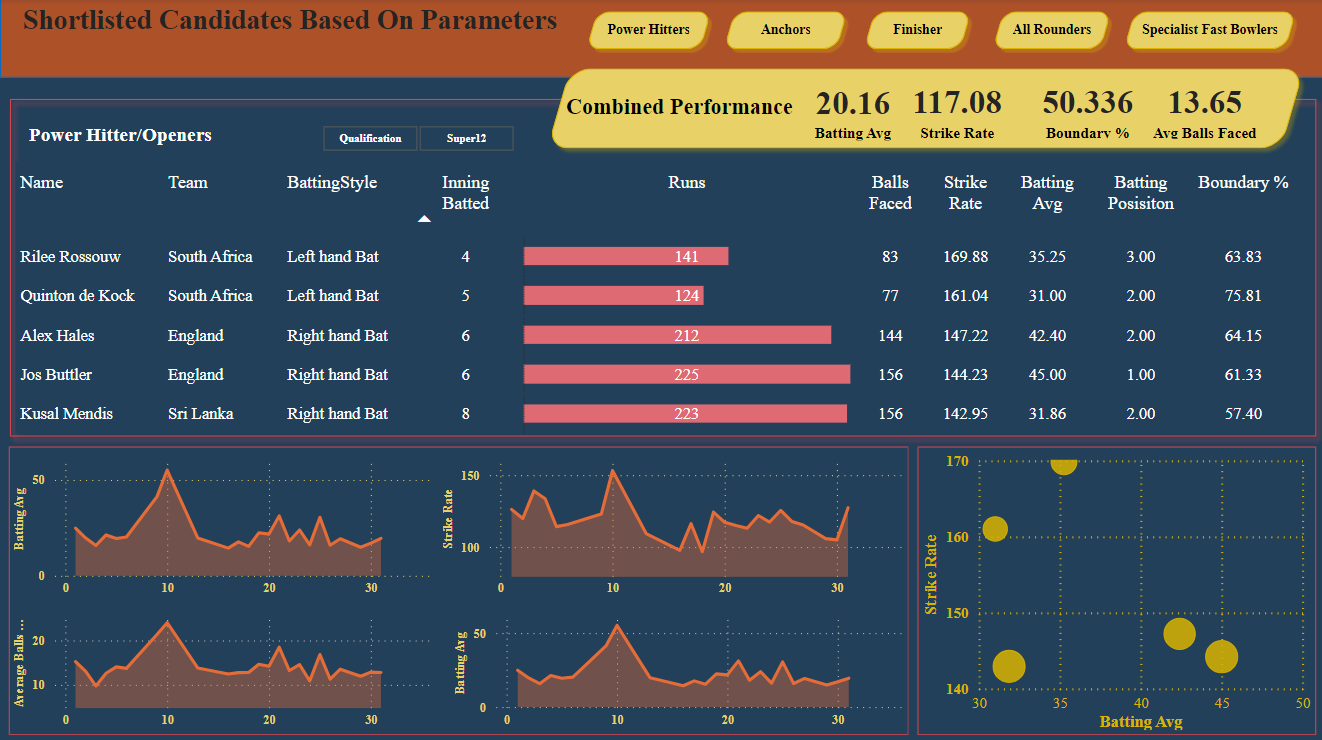 Shortlisted Candidates Based On Parameters
Power Hitters
Anchors
Finisher
All Rounders
Specialist Fast Bowlers
Combined Performance
20.16 117.08 50.336 13.65
Batting Avg Strike Rate Boundary % Avg Balls Faced
Power Hitter/Openers
Qualification
Super12
Name Team BattingStyle Inning Batted Runs Balls Faced Strike Rate Batting Avg Batting Posisiton Boundary %
Rilee Rossouw South Africa Left hand Bat 4 141 83 169.88 35.25 3.00 63.83
Quinton de Kock South Africa Left hand Bat 5 124 77 161.04 31.00 2.00 75.81
Alex Hales England Right hand Bat 6 212 144 147.22 42.40 2.00 64.15
Jos Buttler England Right hand Bat 6 225 156 144.23 45.00 1.00 61.33
Kusal Mendis Sri Lanka Right hand Bat 8 223 156 142.95 31.86 2.00 57.40
Batting Avg
50
0
0 10 20 30
Strike Rate
150
100
0 10 20 30
Average Balls ...
20
10
0 10 20 30
Batting Avg
50
0
0 10 20 30
Strike Rate
170
160
150
140
30 35 40 45 50
Batting Avg